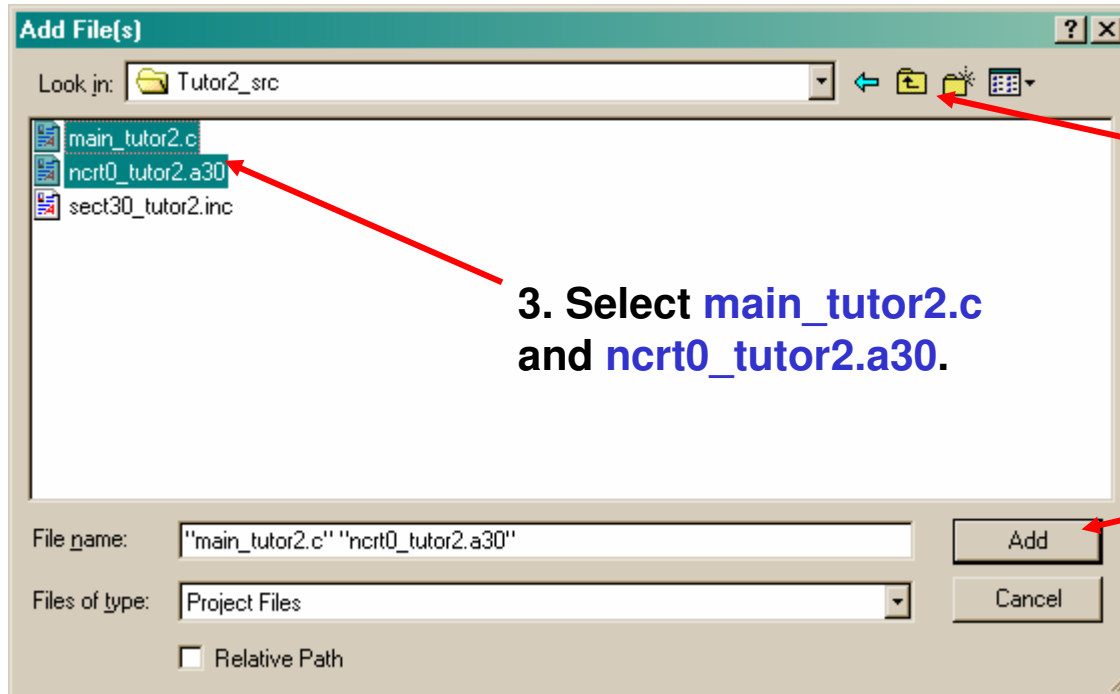 Add File(s)
Look in: Tutor2_src
main_tutor2.c
ncrt0_tutor2.a30
sect30_tutor2.inc
3. Select main_tutor2.c
and ncrt0_tutor2.a30.
File name: "main_tutor2.c" "ncrt0_tutor2.a30" Add
Files of type: Project Files Cancel
Relative Path